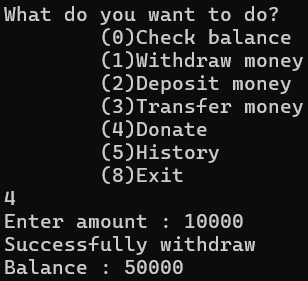 What do you want to do?
(0)Check balance
(1)Withdraw money
(2)Deposit money
(3)Transfer money
(4)Donate
(5)History
(8)Exit
4
Enter amount : 10000
Successfully withdraw
Balance : 50000